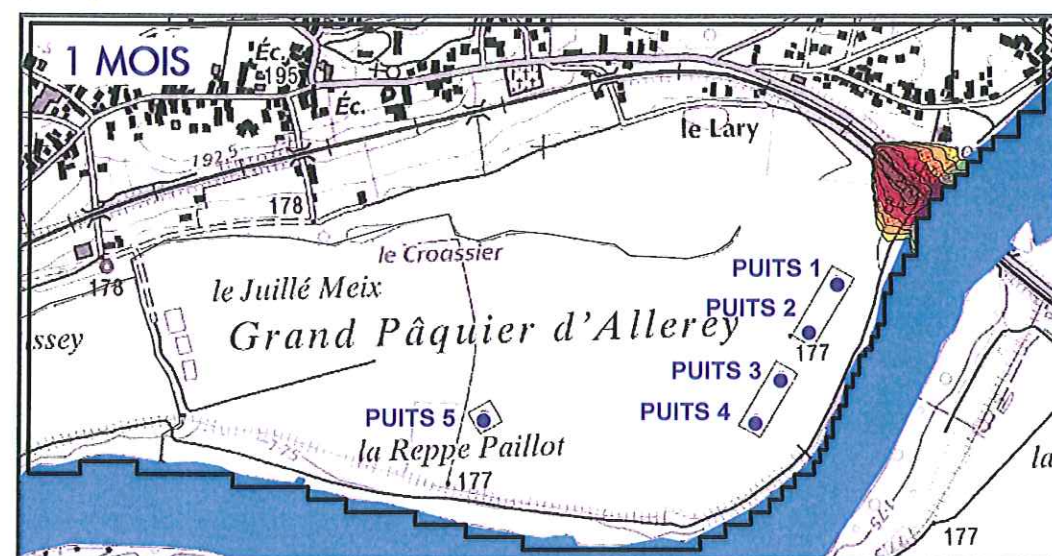 1 MOIS
Éc.
195
Éc.
le Lary
192,5
178
le Croassier
178
le Juillé Meix
PUITS 1
ssey
Grand Pâquier d'Allerey
PUITS 2
177
PUITS 3
PUITS 5
PUITS 4
la Reppe Paillot
la
177
175
177